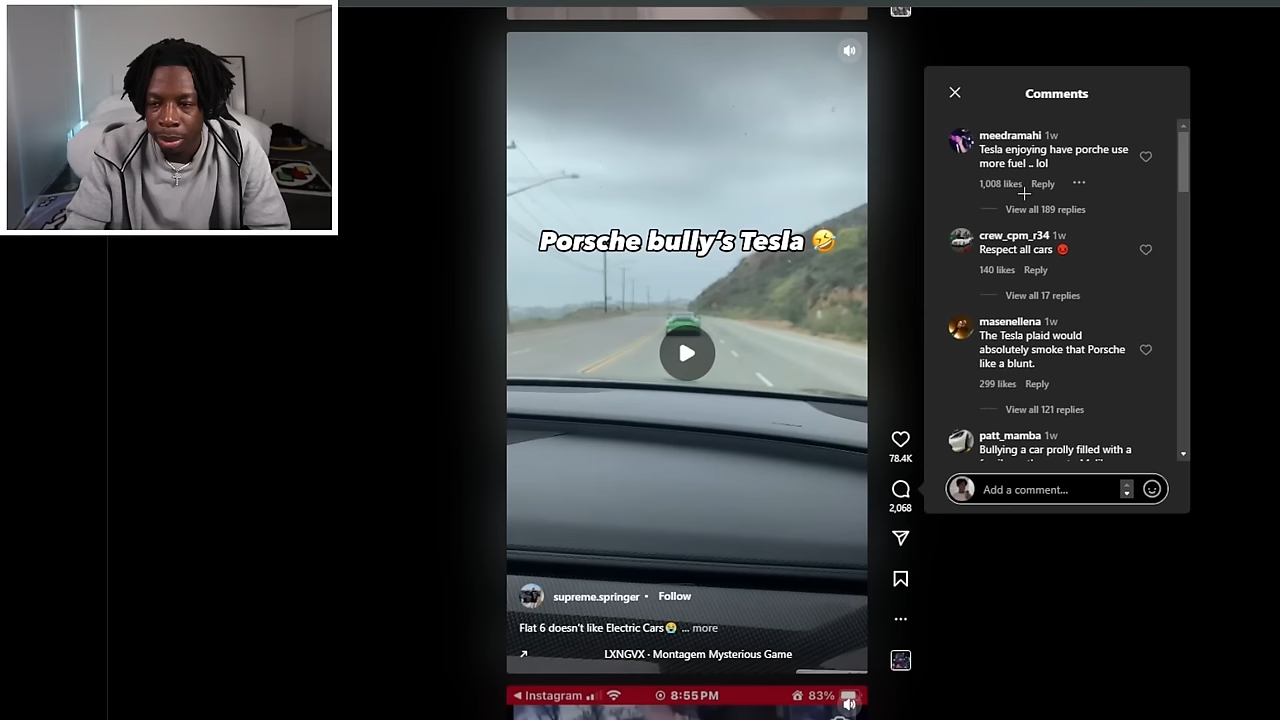 Porsche bully's Tesla 🤣
supreme.springer • Follow
Flat 6 doesn't like Electric Cars😭 ... more
LXNGVX · Montagem Mysterious Game
78.4K
2,068
Comments
meedramahi 1w
Tesla enjoying have porche use
more fuel .. lol
1,008 likes Reply
View all 189 replies
crew_cpm_r34 1w
Respect all cars 😡
140 likes Reply
View all 17 replies
masenellena 1w
The Tesla plaid would
absolutely smoke that Porsche
like a blunt.
299 likes Reply
View all 121 replies
patt_mamba 1w
Bullying a car prolly filled with a
Add a comment...
Instagram
8:55 PM
83%